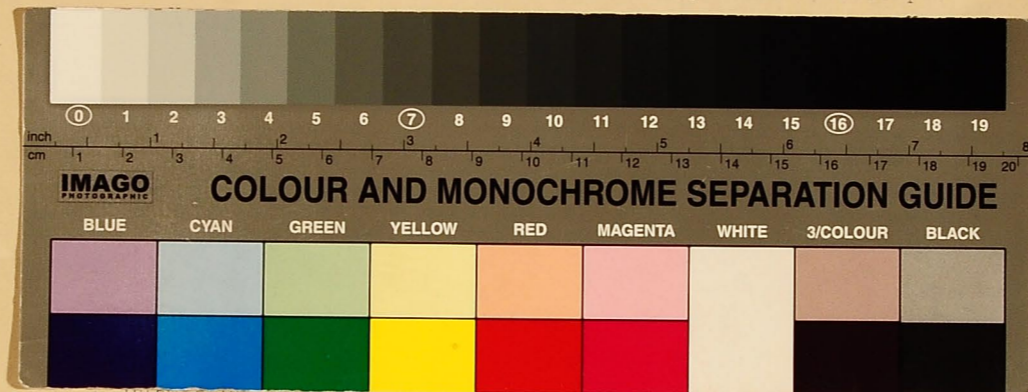 0 1 2 3 4 5 6 7 8 9 10 11 12 13 14 15 16 17 18 19
inch 1 2 3 4 5 6 7 8
cm 1 2 3 4 5 6 7 8 9 10 11 12 13 14 15 16 17 18 19 20
IMAGO
PHOTOGRAPHIC
COLOUR AND MONOCHROME SEPARATION GUIDE
BLUE CYAN GREEN YELLOW RED MAGENTA WHITE 3/COLOUR BLACK